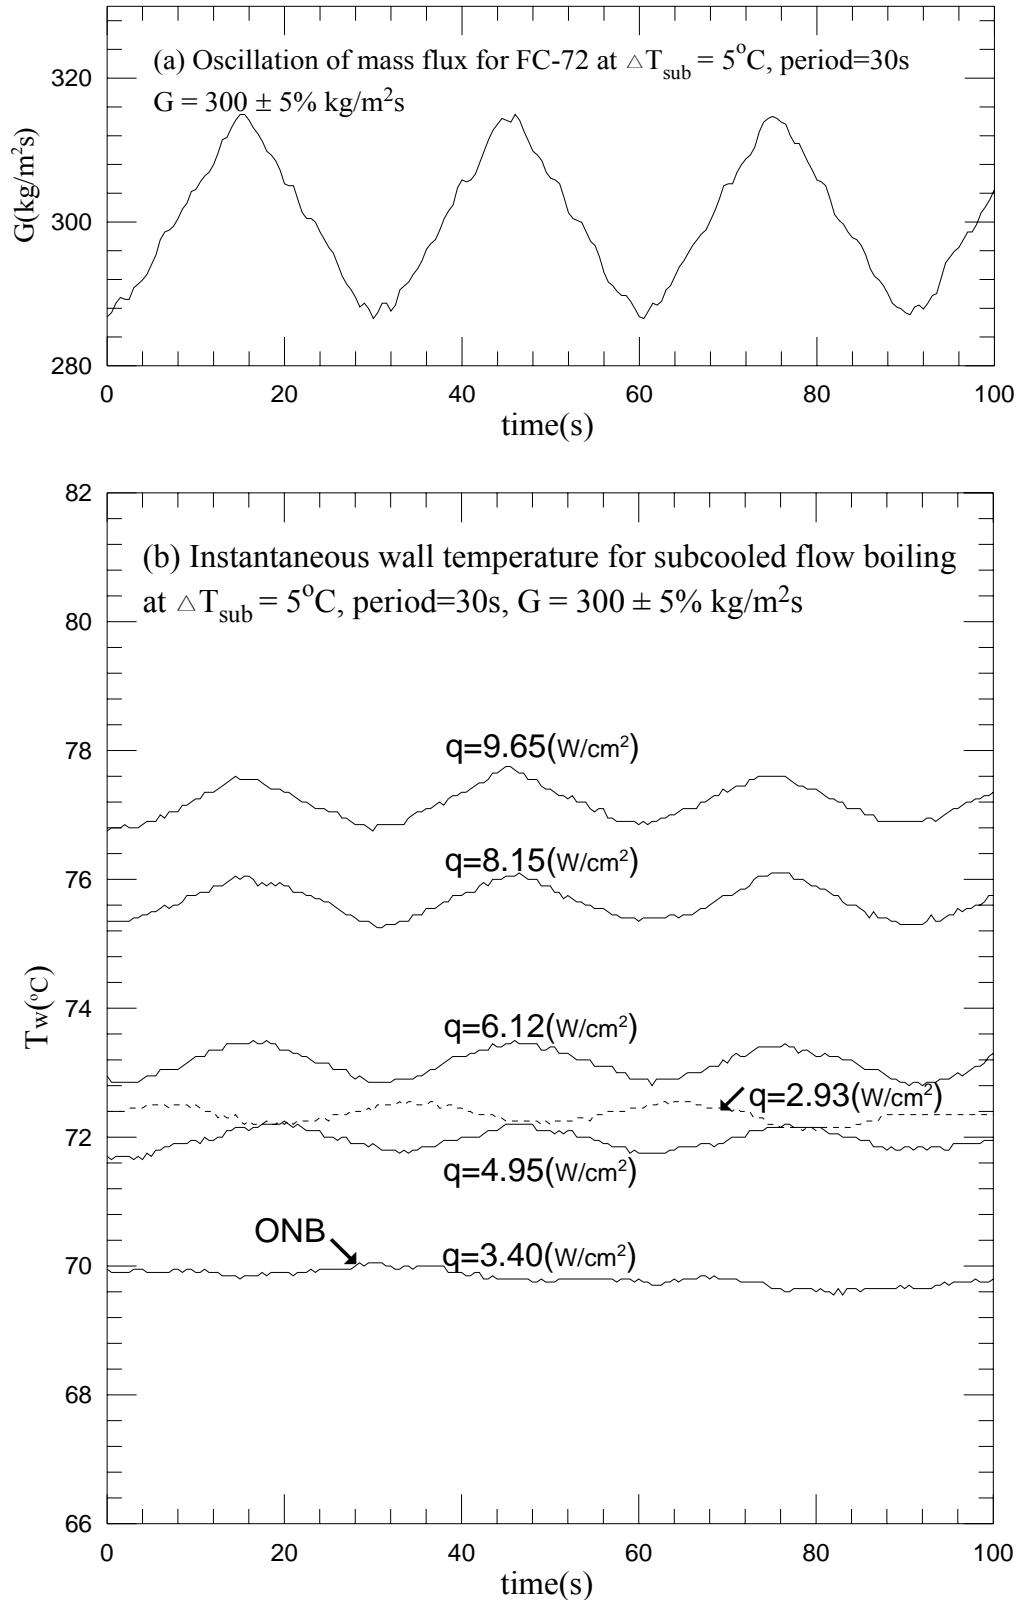 (a) Oscillation of mass flux for FC-72 at △Tsub = 5°C, period=30s
G = 300 ± 5% kg/m²s
G(kg/m²s)
320
300
280
0 20 40 60 80 100
time(s)
(b) Instantaneous wall temperature for subcooled flow boiling
at △Tsub = 5°C, period=30s, G = 300 ± 5% kg/m²s
Tw(°C)
82
80
78
76
74
72
70
68
66
q=9.65(W/cm²)
q=8.15(W/cm²)
q=6.12(W/cm²)
q=2.93(W/cm²)
q=4.95(W/cm²)
ONB
q=3.40(W/cm²)
0 20 40 60 80 100
time(s)